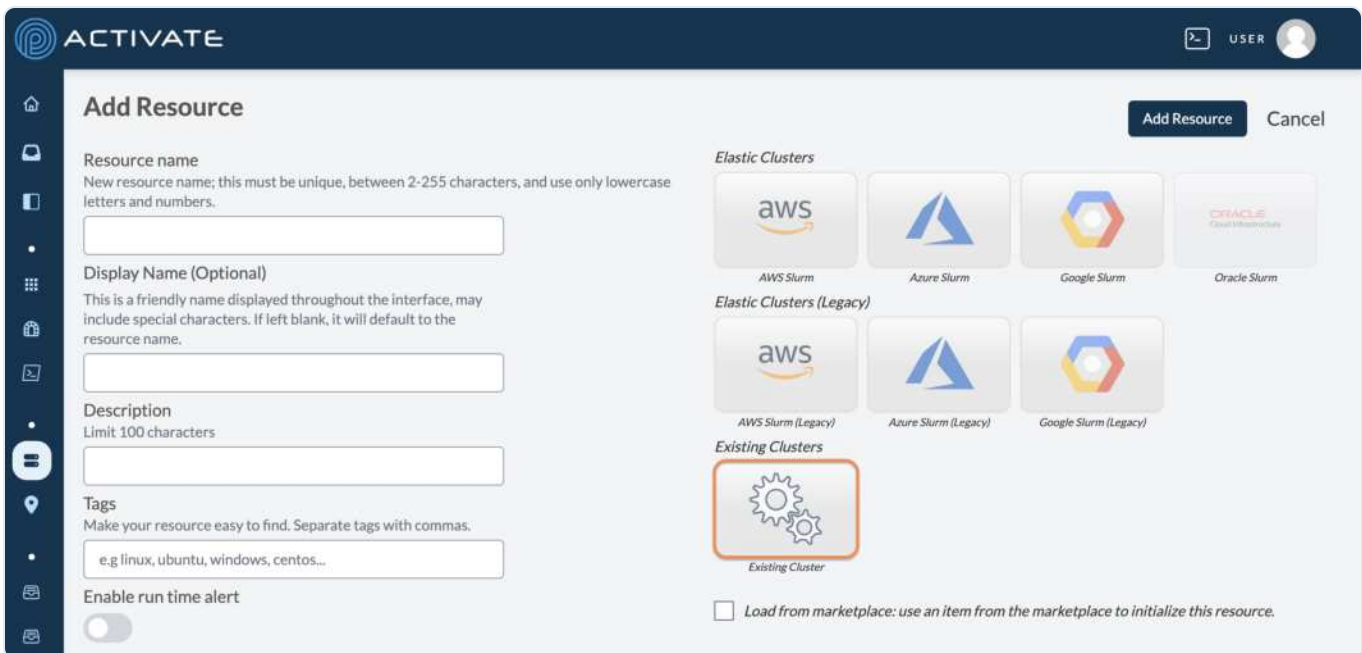 ACTIVATE
USER
Add Resource
Add Resource
Cancel
Resource name
New resource name; this must be unique, between 2-255 characters, and use only lowercase
letters and numbers.
Display Name (Optional)
This is a friendly name displayed throughout the interface, may
include special characters. If left blank, it will default to the
resource name.
Description
Limit 100 characters
Tags
Make your resource easy to find. Separate tags with commas.
e.g linux, ubuntu, windows, centos...
Enable run time alert
Elastic Clusters
aws
ORACLE
Cloud Infrastructure
AWS Slurm
Azure Slurm
Google Slurm
Oracle Slurm
Elastic Clusters (Legacy)
aws
AWS Slurm (Legacy)
Azure Slurm (Legacy)
Google Slurm (Legacy)
Existing Clusters
Existing Cluster
Load from marketplace: use an item from the marketplace to initialize this resource.